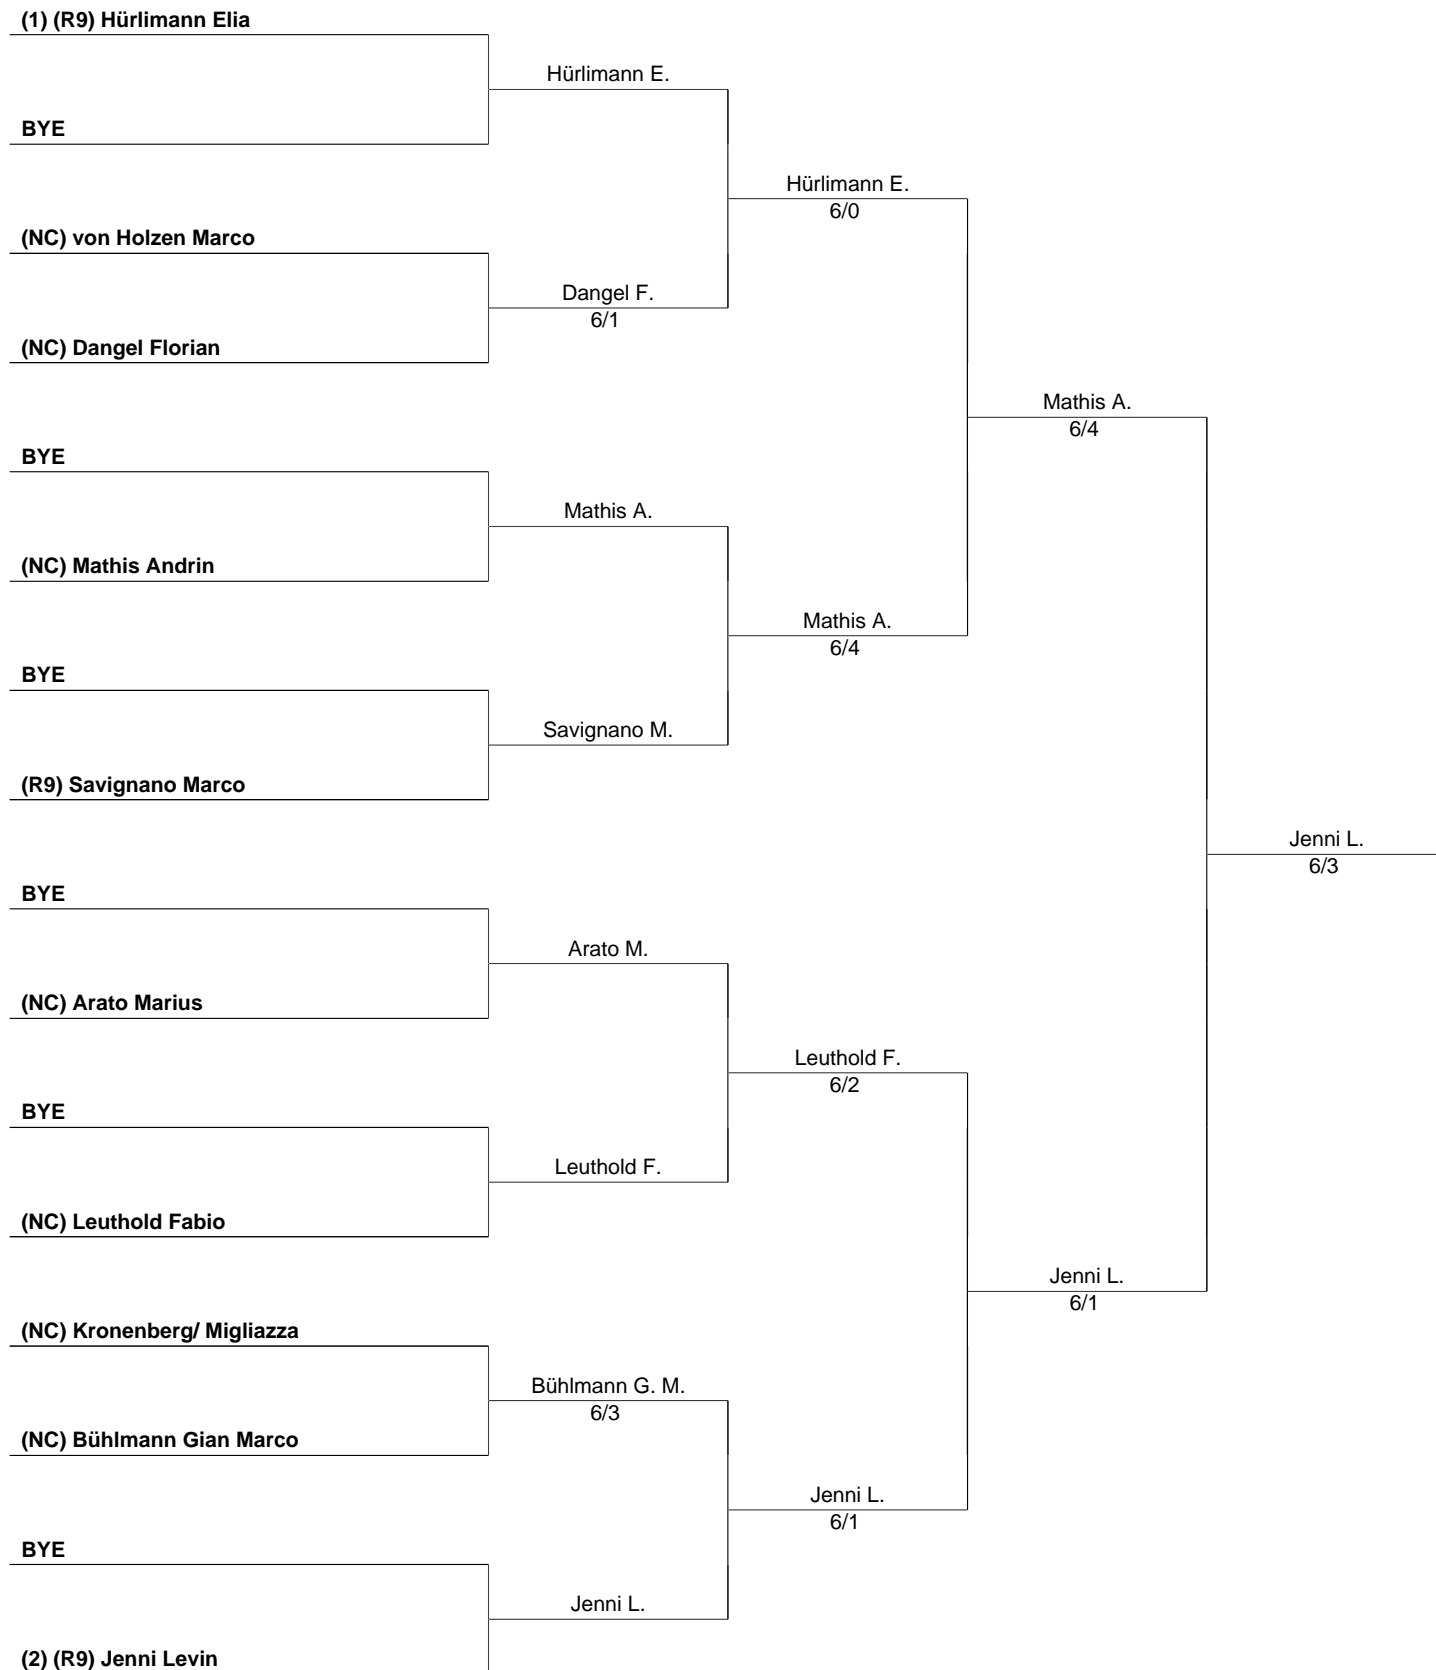 (1) (R9) Hürlimann Elia
Hürlimann E.
BYE
Hürlimann E.
6/0
(NC) von Holzen Marco
Dangel F.
6/1
(NC) Dangel Florian
Mathis A.
6/4
BYE
Mathis A.
(NC) Mathis Andrin
Mathis A.
6/4
BYE
Savignano M.
(R9) Savignano Marco
Jenni L.
6/3
BYE
Arato M.
(NC) Arato Marius
Leuthold F.
6/2
BYE
Leuthold F.
(NC) Leuthold Fabio
Jenni L.
6/1
(NC) Kronenberg/ Migliazza
Bühlmann G. M.
6/3
(NC) Bühlmann Gian Marco
Jenni L.
6/1
BYE
Jenni L.
(2) (R9) Jenni Levin